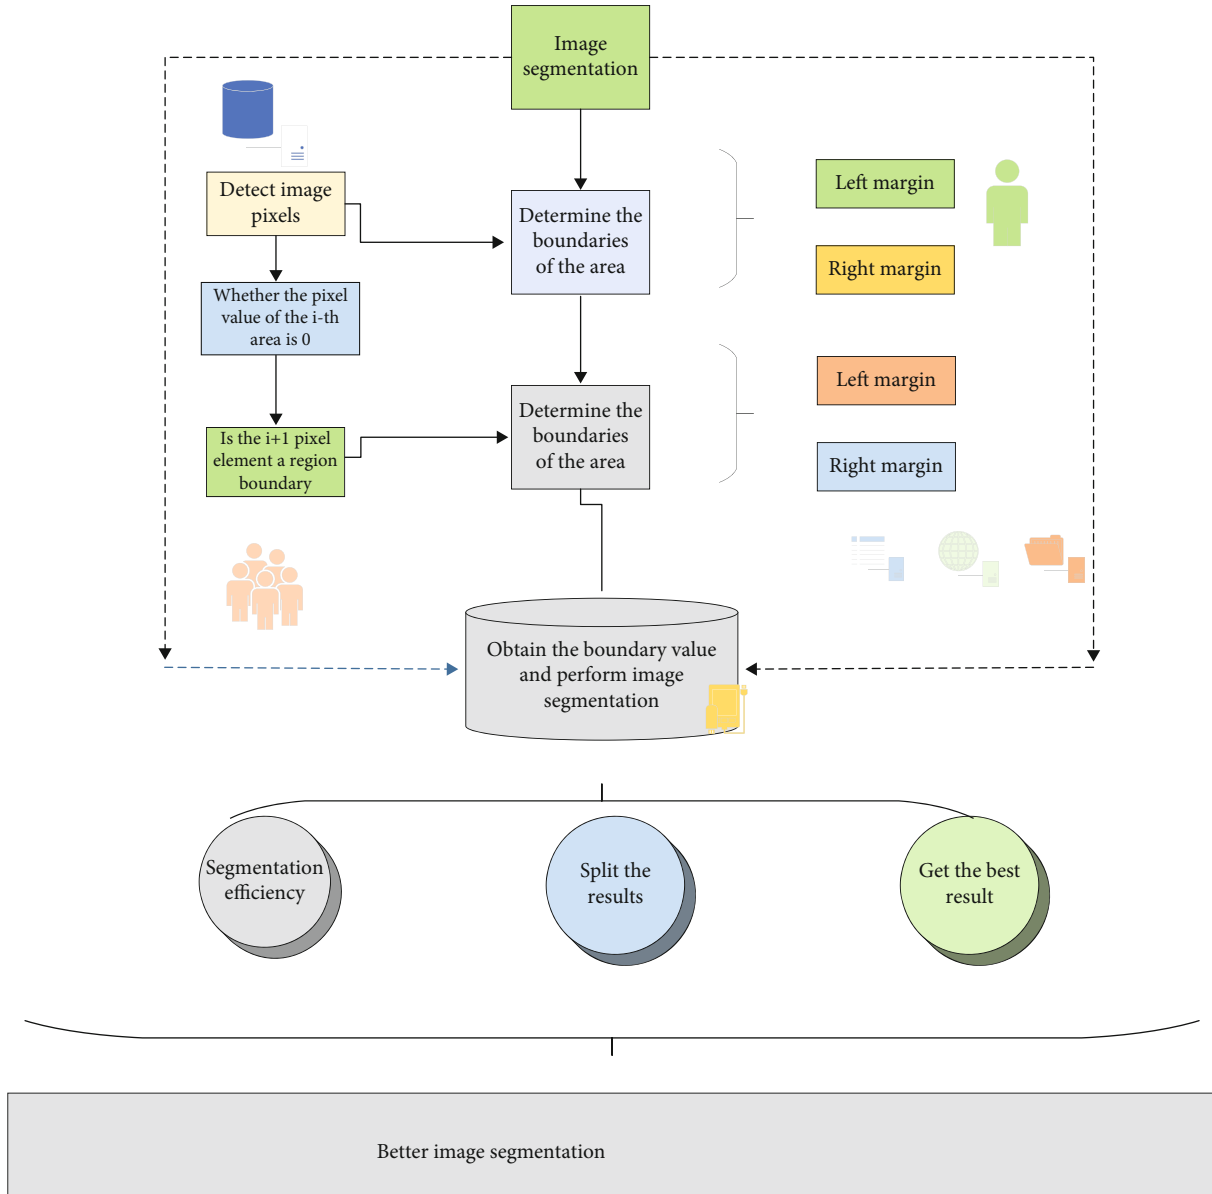 Image
segmentation
Detect image
pixels
Determine the
boundaries
of the area
Left margin
Right margin
Whether the pixel
value of the i-th
area is 0
Determine the
boundaries
of the area
Left margin
Right margin
Is the i+1 pixel
element a region
boundary
Obtain the boundary value
and perform image
segmentation
Segmentation
efficiency
Split the
results
Get the best
result
Better image segmentation